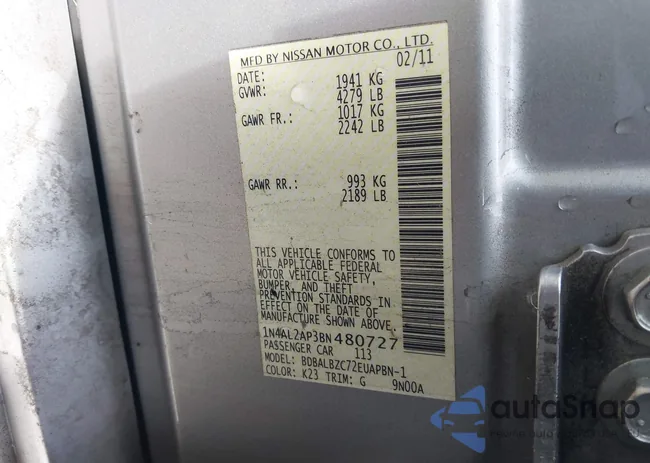 MFD BY NISSAN MOTOR CO., LTD.
DATE: 02/11
GVWR: 1941 KG
4279 LB
GAWR FR.: 1017 KG
2242 LB
GAWR RR.: 993 KG
2189 LB
THIS VEHICLE CONFORMS TO
ALL APPLICABLE FEDERAL
MOTOR VEHICLE SAFETY,
BUMPER, AND THEFT
PREVENTION STANDARDS IN
EFFECT ON THE DATE OF
MANUFACTURE SHOWN ABOVE.
1N4AL2AP3BN480727
PASSENGER CAR 113
MODEL: BDBALBZC72EUAPBN-1
COLOR: K23 TRIM: G 9N00A
autoSnap